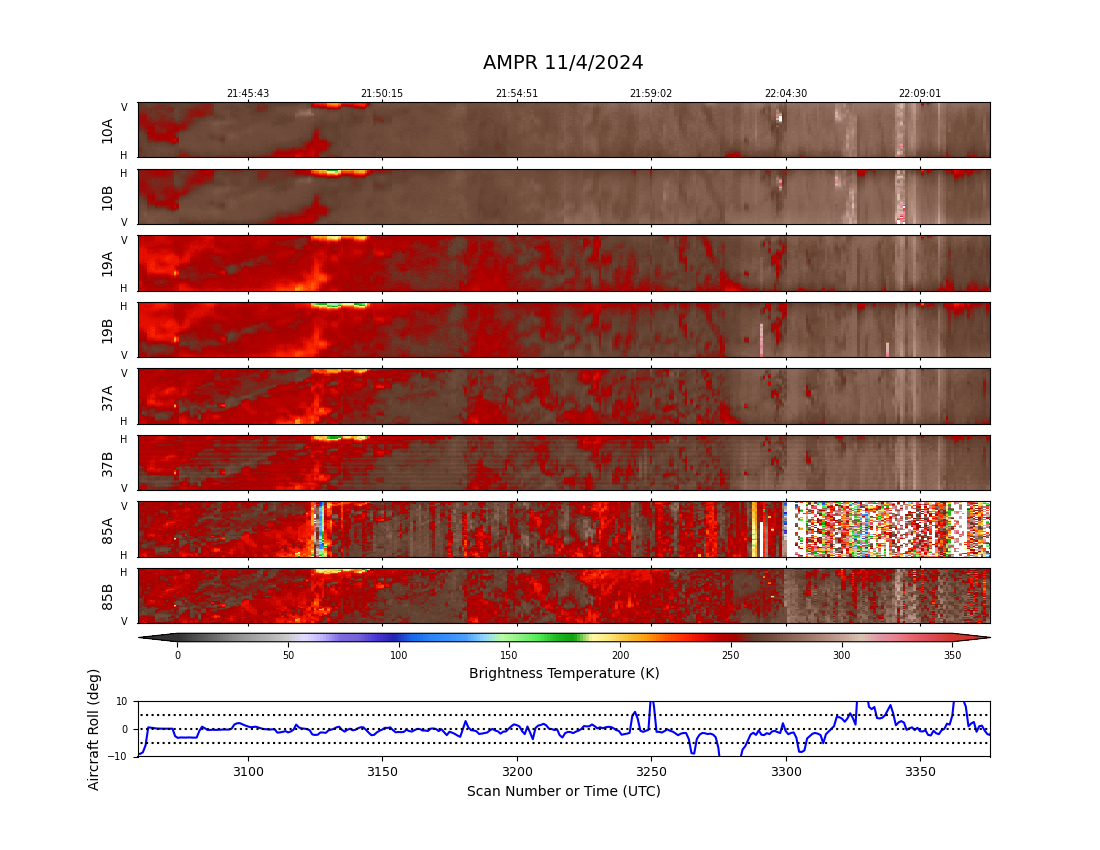 AMPR 11/4/2024
21:45:43 21:50:15 21:54:51 21:59:02 22:04:30 22:09:01
V
10A
H
H
10B
V
V
19A
H
H
19B
V
V
37A
H
H
37B
V
V
85A
H
H
85B
V
0 50 100 150 200 250 300 350
Brightness Temperature (K)
Aircraft Roll (deg)
10
0
−10
3100 3150 3200 3250 3300 3350
Scan Number or Time (UTC)